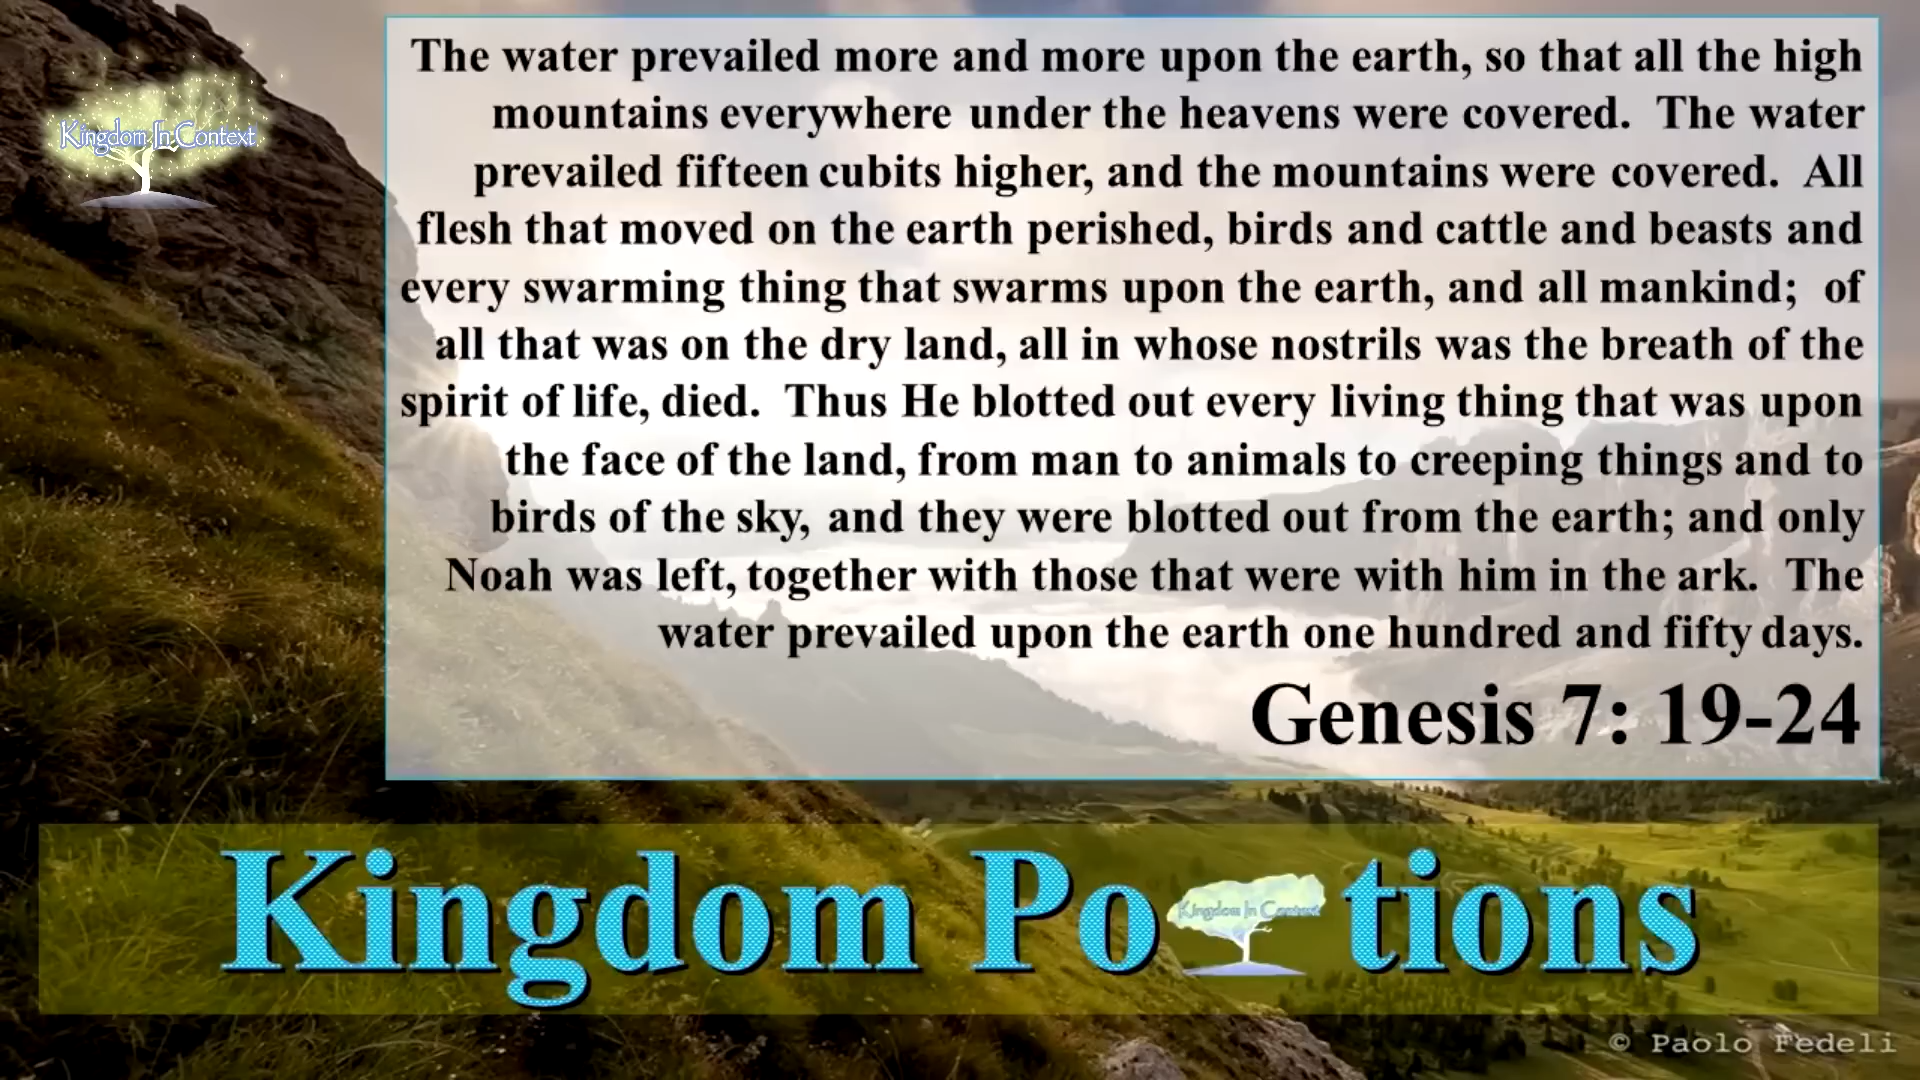 Kingdom In Context
The water prevailed more and more upon the earth, so that all the high
mountains everywhere under the heavens were covered. The water
prevailed fifteen cubits higher, and the mountains were covered. All
flesh that moved on the earth perished, birds and cattle and beasts and
every swarming thing that swarms upon the earth, and all mankind; of
all that was on the dry land, all in whose nostrils was the breath of the
spirit of life, died. Thus He blotted out every living thing that was upon
the face of the land, from man to animals to creeping things and to
birds of the sky, and they were blotted out from the earth; and only
Noah was left, together with those that were with him in the ark. The
water prevailed upon the earth one hundred and fifty days.
Genesis 7: 19-24
Kingdom Po tions
Kingdom In Context
© Paolo Fedeli